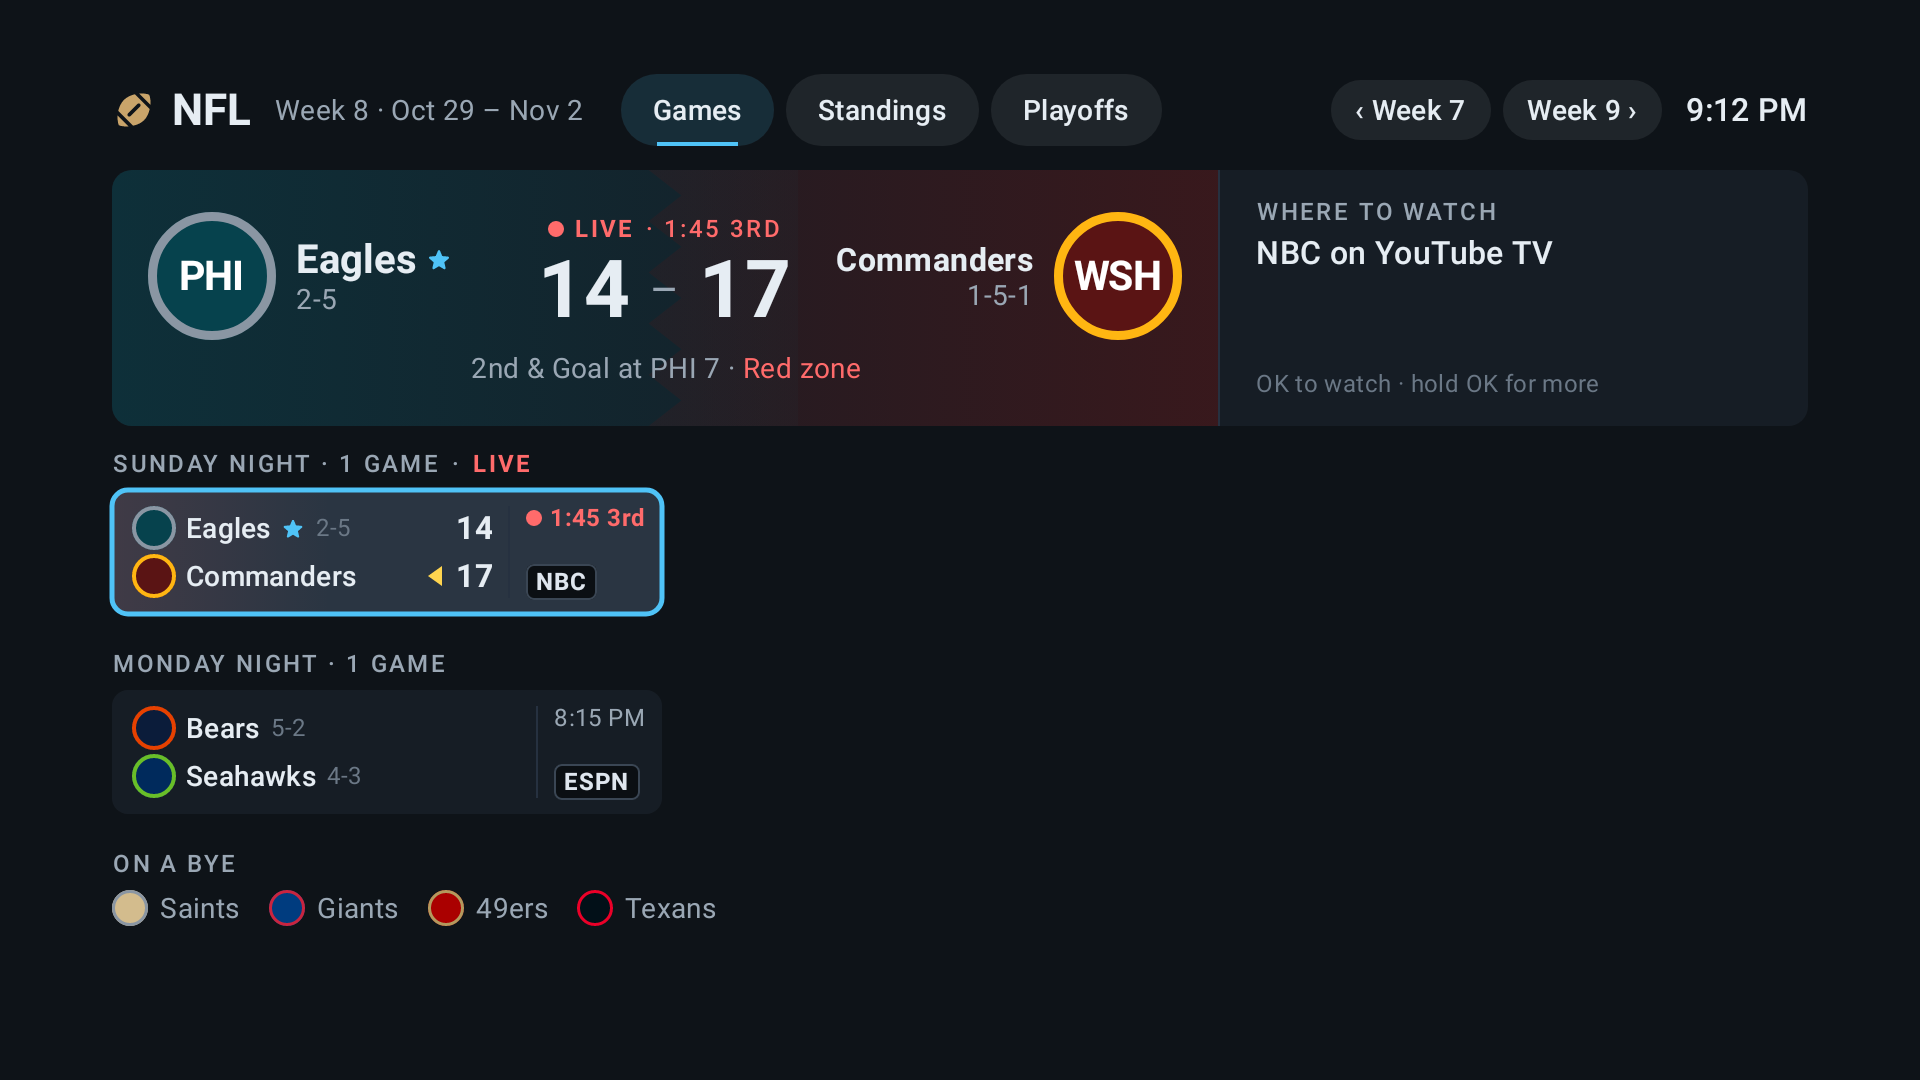 NFL Week 8 · Oct 29 – Nov 2 Games Standings Playoffs ‹ Week 7 Week 9 › 9:12 PM
LIVE · 1:45 3RD
PHI Eagles 2-5
14 – 17
Commanders 1-5-1 WSH
2nd & Goal at PHI 7 · Red zone
WHERE TO WATCH
NBC on YouTube TV
OK to watch · hold OK for more
SUNDAY NIGHT · 1 GAME · LIVE
Eagles 2-5 14 1:45 3rd
Commanders 17 NBC
MONDAY NIGHT · 1 GAME
Bears 5-2 8:15 PM
Seahawks 4-3 ESPN
ON A BYE
Saints Giants 49ers Texans